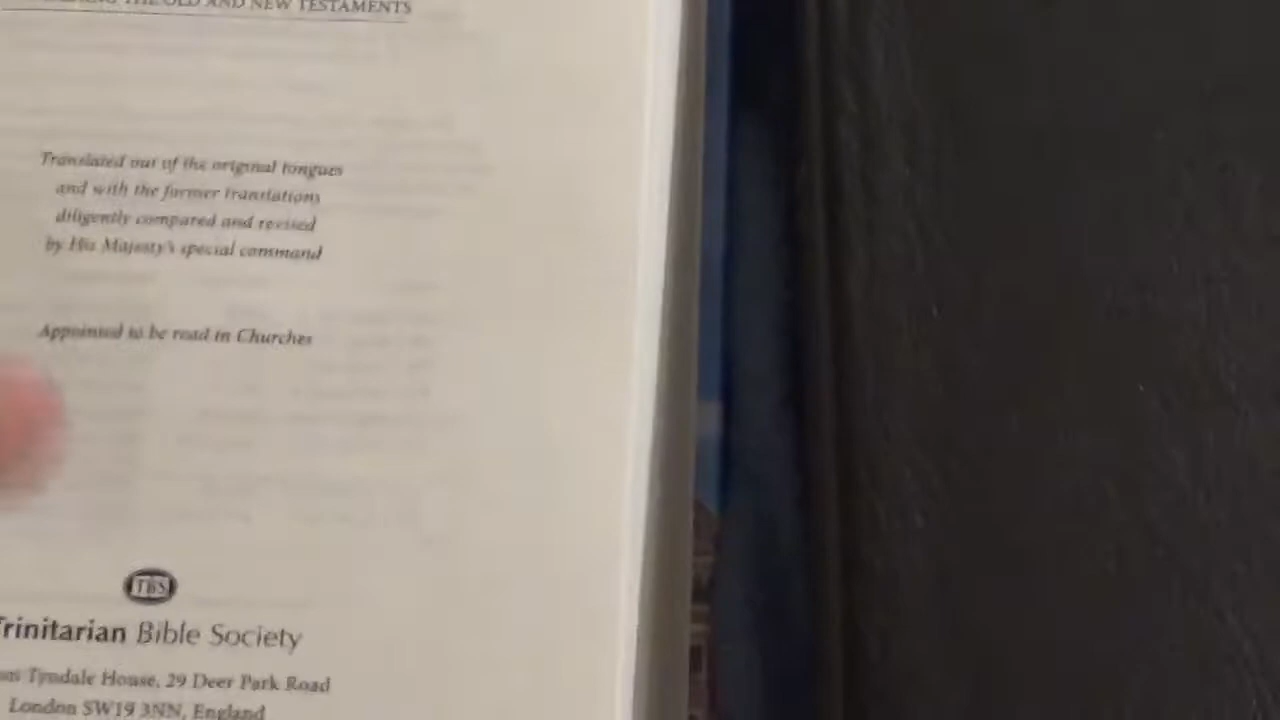 THE OLD AND NEW TESTAMENTS
Translated out of the original tongues
and with the former translations
diligently compared and revised
by His Majesty's special command
Appointed to be read in Churches
TBS
Trinitarian Bible Society
Tyndale House, 29 Deer Park Road
London SW19 3NN, England